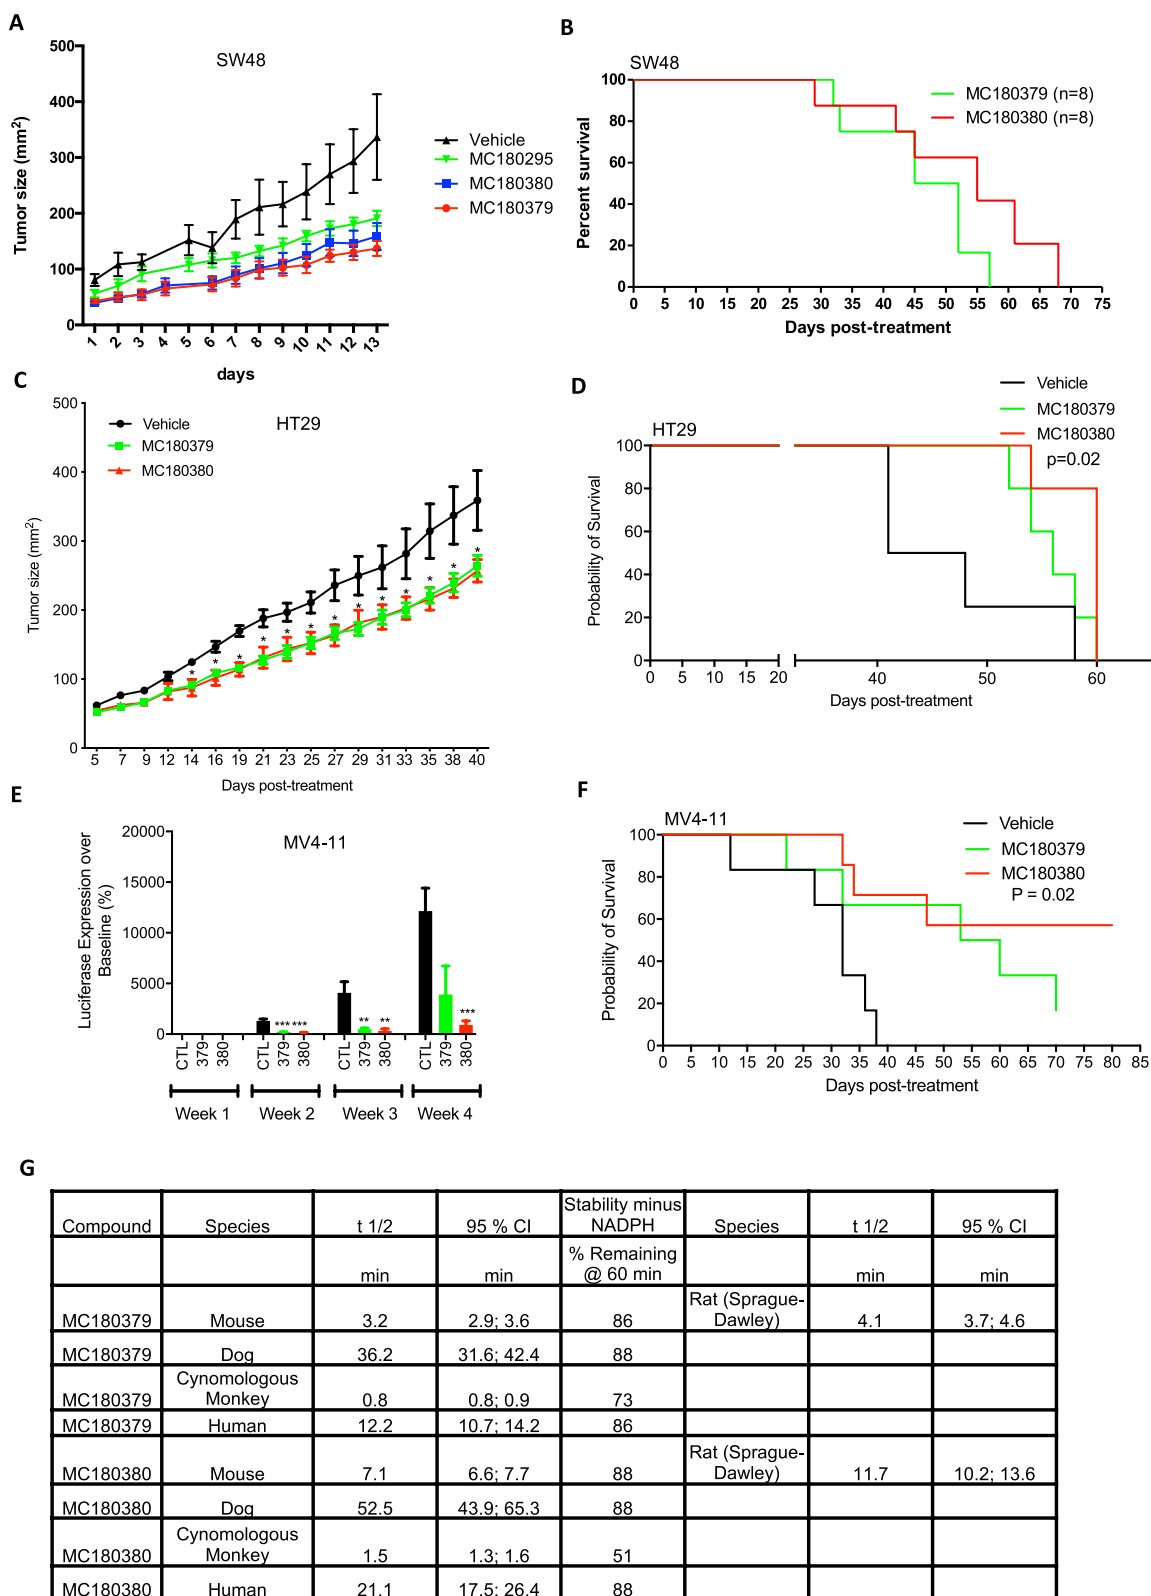 A
SW48
500
400
300
200
100
0
Tumor size (mm²)
1 2 3 4 5 6 7 8 9 10 11 12 13
days
Vehicle
MC180295
MC180380
MC180379
B
SW48
100
80
60
40
20
0
Percent survival
0 5 10 15 20 25 30 35 40 45 50 55 60 65 70 75
Days post-treatment
MC180379 (n=8)
MC180380 (n=8)
C
HT29
500
400
300
200
100
0
Tumor size (mm²)
Vehicle
MC180379
MC180380
* * * * * * * * * * * *
5 7 9 12 14 16 19 21 23 25 27 29 31 33 35 38 40
Days post-treatment
D
HT29
Vehicle
MC180379
MC180380
p=0.02
100
80
60
40
20
0
Probability of Survival
0 5 10 15 20 40 50 60
Days post-treatment
E
MV4-11
20000
15000
10000
5000
0
Luciferase Expression over
Baseline (%)
*** *** ** ** ***
CTL 379 380 CTL 379 380 CTL 379 380 CTL 379 380
Week 1 Week 2 Week 3 Week 4
F
MV4-11
Vehicle
MC180379
MC180380
P = 0.02
100
80
60
40
20
0
Probability of Survival
0 5 10 15 20 25 30 35 40 45 50 55 60 65 70 75 80 85
Days post-treatment
G
Compound Species t 1/2 95 % CI Stability minus NADPH Species t 1/2 95 % CI
min min % Remaining @ 60 min min min
MC180379 Mouse 3.2 2.9; 3.6 86 Rat (Sprague-Dawley) 4.1 3.7; 4.6
MC180379 Dog 36.2 31.6; 42.4 88
MC180379 Cynomologous Monkey 0.8 0.8; 0.9 73
MC180379 Human 12.2 10.7; 14.2 86
MC180380 Mouse 7.1 6.6; 7.7 88 Rat (Sprague-Dawley) 11.7 10.2; 13.6
MC180380 Dog 52.5 43.9; 65.3 88
MC180380 Cynomologous Monkey 1.5 1.3; 1.6 51
MC180380 Human 21.1 17.5; 26.4 88